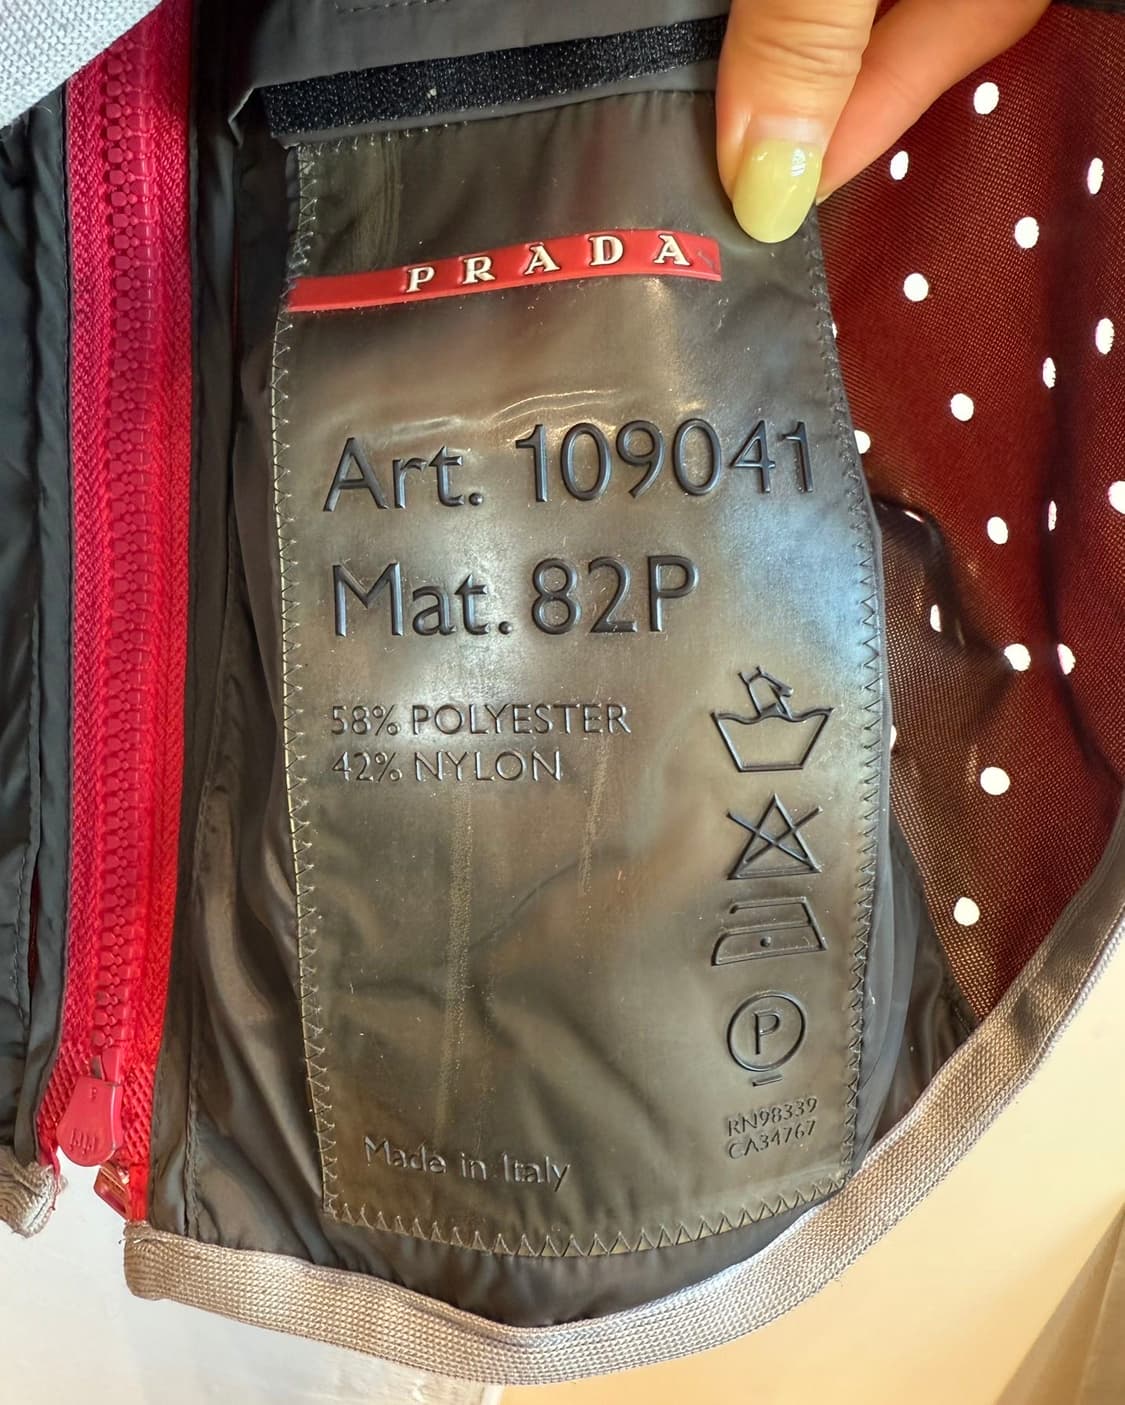 PRADA
Art. 109041
Mat. 82P
58% POLYESTER
42% NYLON
P
RN98339
CA34767
Made in Italy